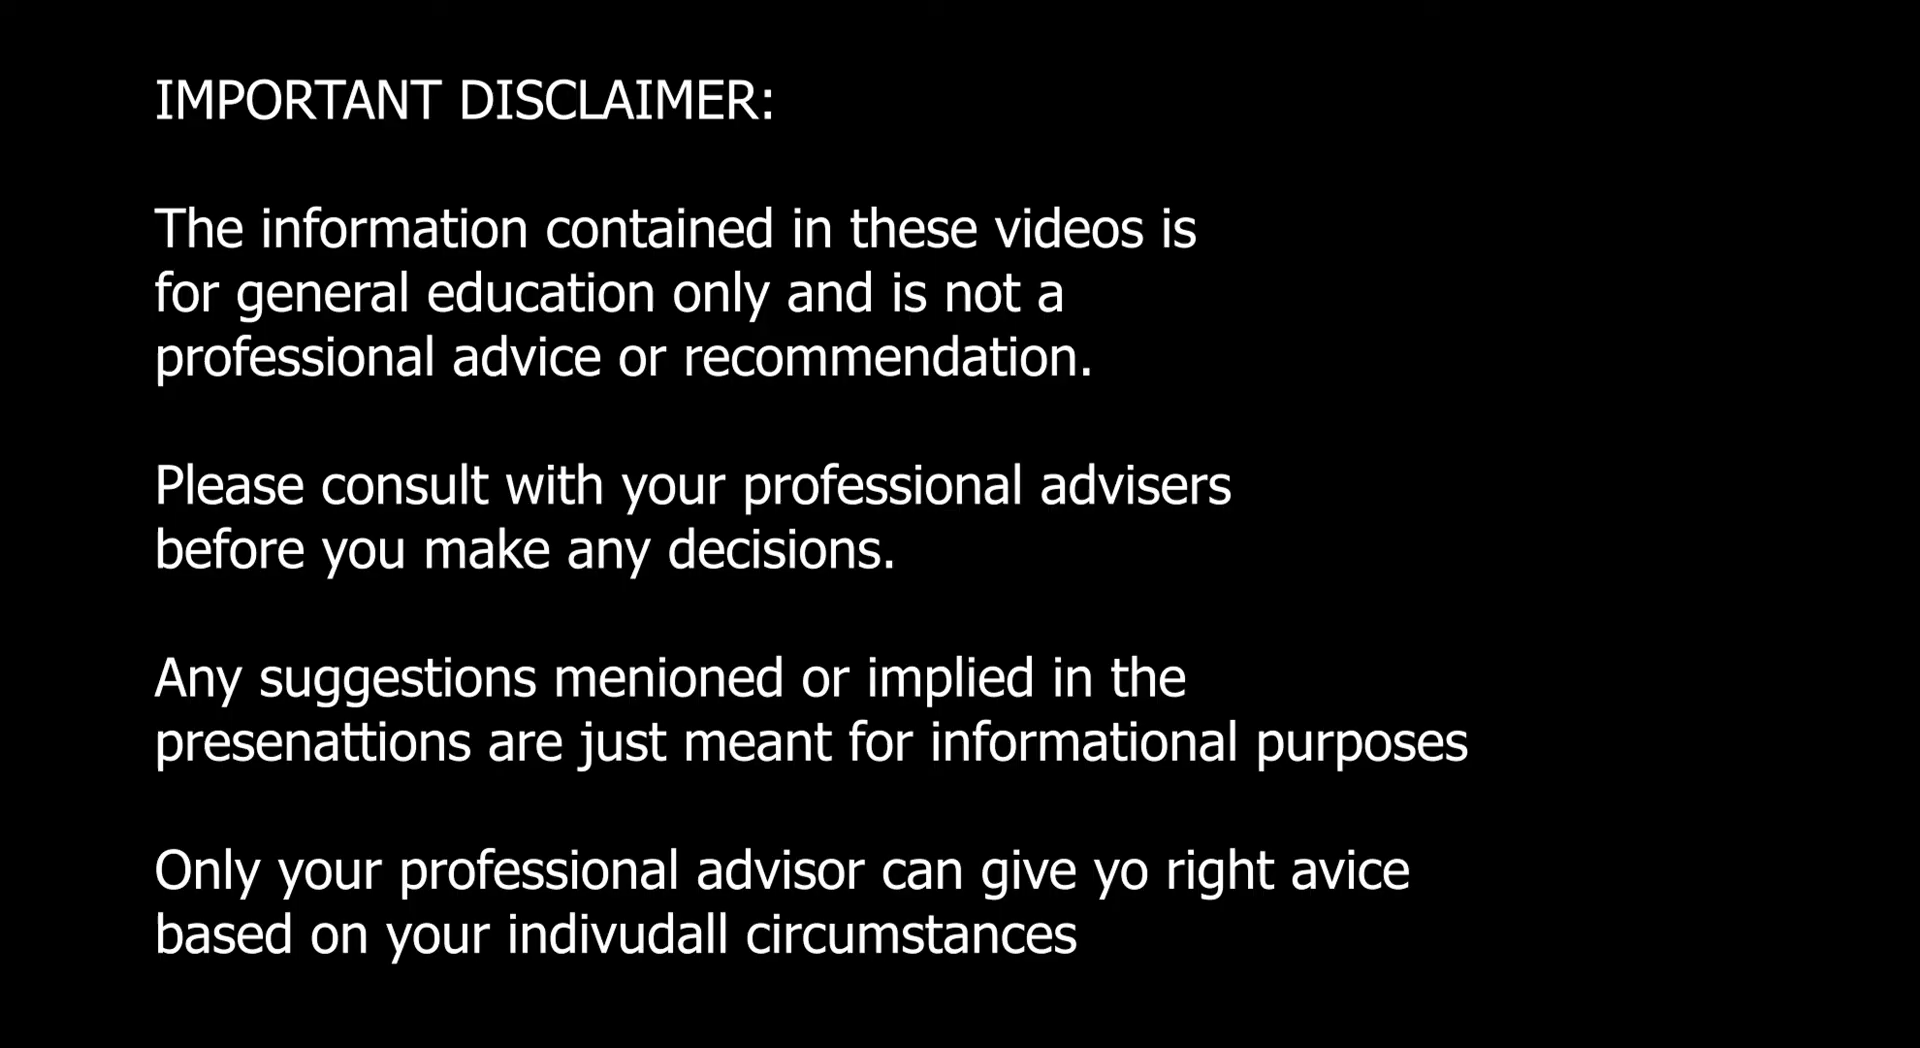 IMPORTANT DISCLAIMER:
The information contained in these videos is
for general education only and is not a
professional advice or recommendation.
Please consult with your professional advisers
before you make any decisions.
Any suggestions menioned or implied in the
presenattions are just meant for informational purposes
Only your professional advisor can give yo right avice
based on your indivudall circumstances